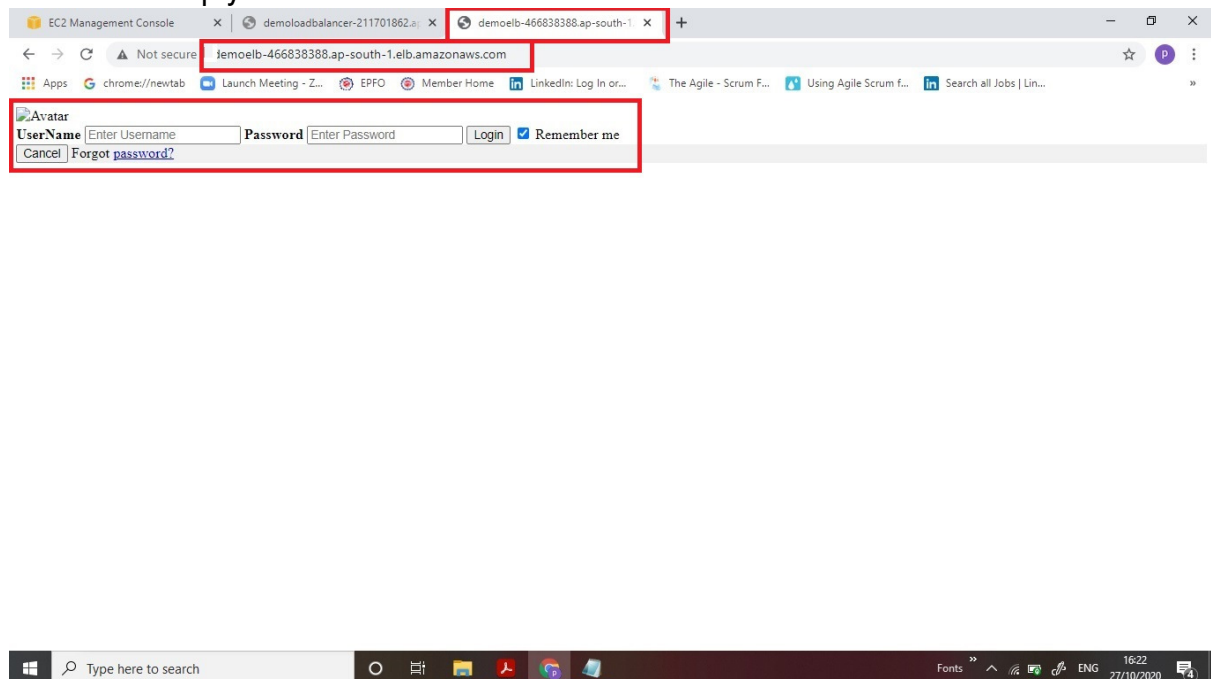 EC2 Management Console demoloadbalancer-211701862.a demoelb-466838388.ap-south-1.
Not secure demoelb-466838388.ap-south-1.elb.amazonaws.com P
Apps chrome://newtab Launch Meeting - Z... EPFO Member Home LinkedIn: Log In or... The Agile - Scrum F... Using Agile Scrum f... Search all Jobs | Lin... »
Avatar
UserName Enter Username Password Enter Password Login Remember me
Cancel Forgot password?
Type here to search Fonts » ENG 16:22
27/10/2020 4